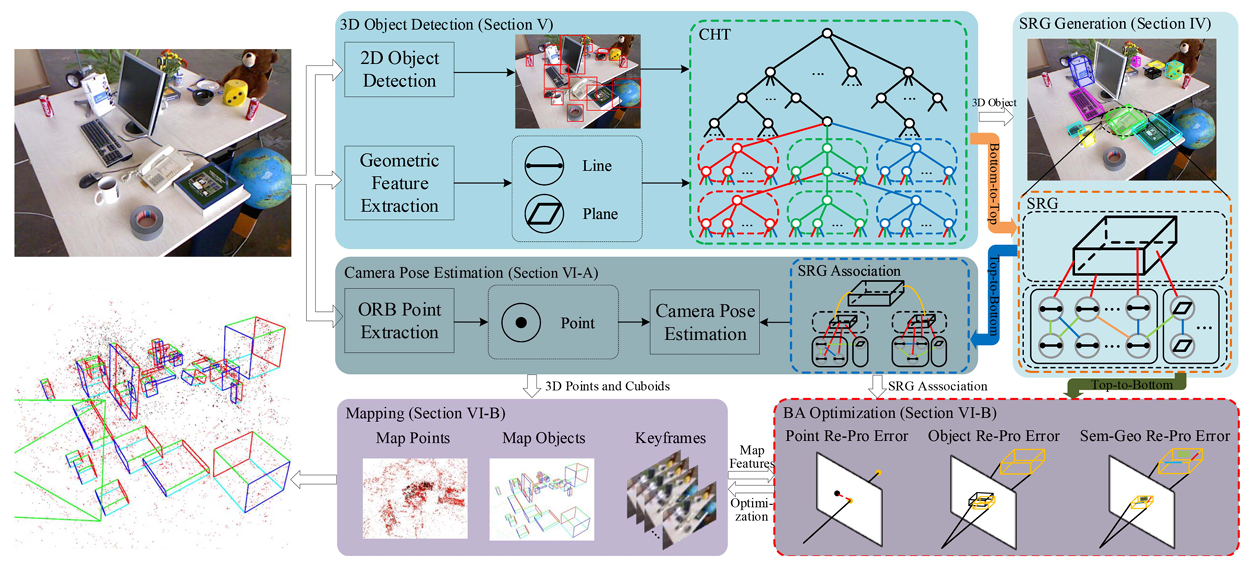 3D Object Detection (Section V)
2D Object
Detection
Geometric
Feature
Extraction
Line
Plane
CHT
3D Object
SRG Generation (Section IV)
SRG
Bottom-to-Top
Top-to-Bottom
Camera Pose Estimation (Section VI-A)
ORB Point
Extraction
Point
Camera Pose
Estimation
SRG Association
3D Points and Cuboids
SRG Asssociation
Top-to-Bottom
Mapping (Section VI-B)
Map Points
Map Objects
Keyframes
Map
Features
Optimi-
zation
BA Optimization (Section VI-B)
Point Re-Pro Error
Object Re-Pro Error
Sem-Geo Re-Pro Error